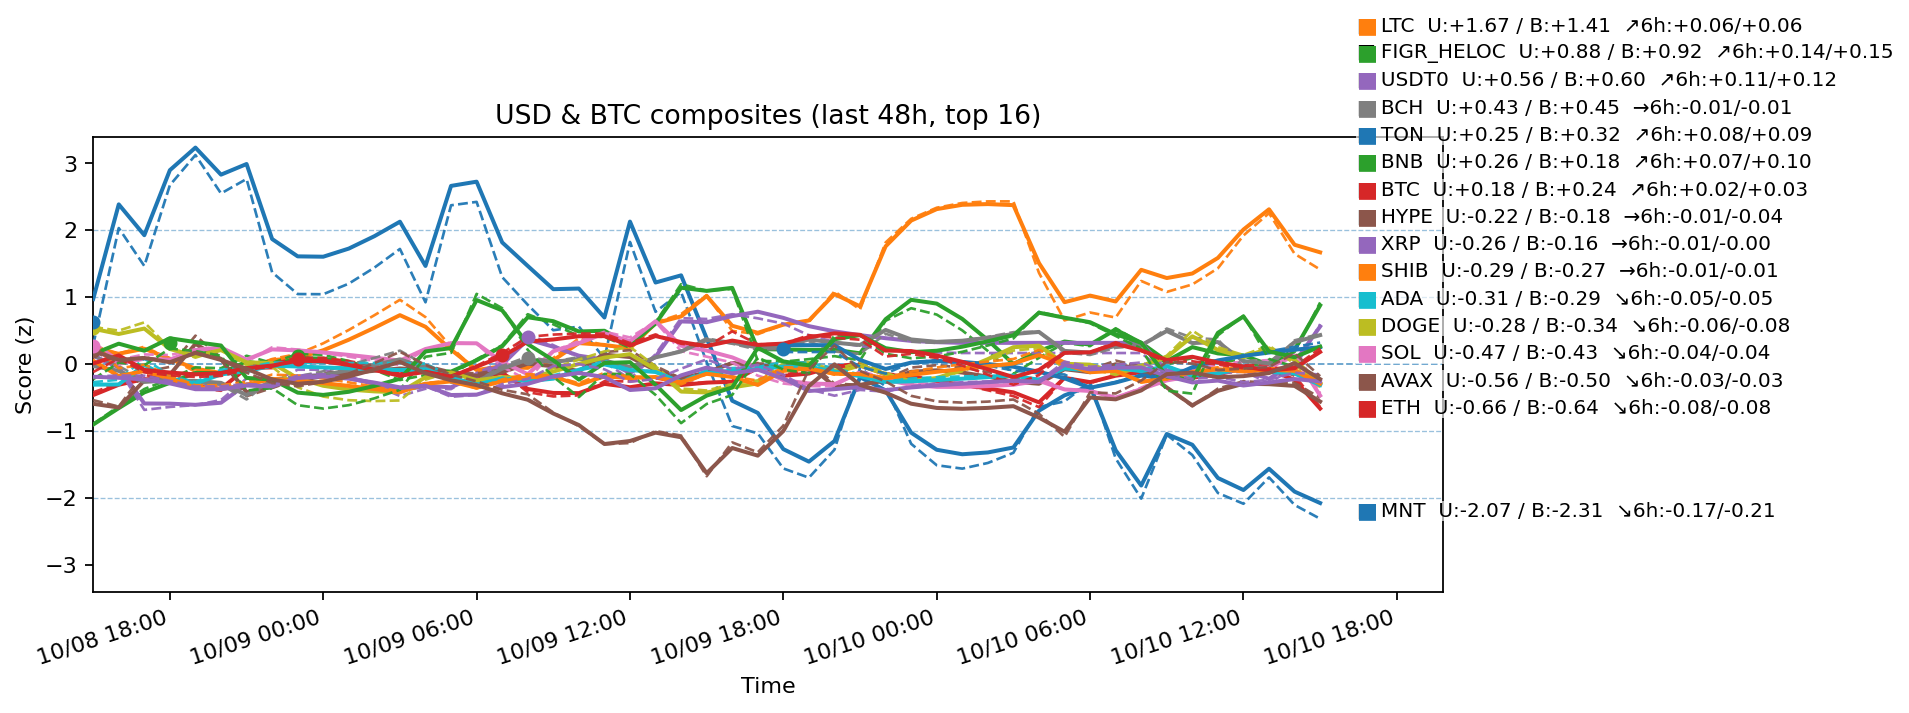 LTC U:+1.67 / B:+1.41 ↗6h:+0.06/+0.06
FIGR_HELOC U:+0.88 / B:+0.92 ↗6h:+0.14/+0.15
USDT0 U:+0.56 / B:+0.60 ↗6h:+0.11/+0.12
BCH U:+0.43 / B:+0.45 →6h:-0.01/-0.01
TON U:+0.25 / B:+0.32 ↗6h:+0.08/+0.09
BNB U:+0.26 / B:+0.18 ↗6h:+0.07/+0.10
BTC U:+0.18 / B:+0.24 ↗6h:+0.02/+0.03
HYPE U:-0.22 / B:-0.18 →6h:-0.01/-0.04
XRP U:-0.26 / B:-0.16 →6h:-0.01/-0.00
SHIB U:-0.29 / B:-0.27 →6h:-0.01/-0.01
ADA U:-0.31 / B:-0.29 ↘6h:-0.05/-0.05
DOGE U:-0.28 / B:-0.34 ↘6h:-0.06/-0.08
SOL U:-0.47 / B:-0.43 ↘6h:-0.04/-0.04
AVAX U:-0.56 / B:-0.50 ↘6h:-0.03/-0.03
ETH U:-0.66 / B:-0.64 ↘6h:-0.08/-0.08
MNT U:-2.07 / B:-2.31 ↘6h:-0.17/-0.21
USD & BTC composites (last 48h, top 16)
Score (z)
3
2
1
0
−1
−2
−3
10/08 18:00
10/09 00:00
10/09 06:00
10/09 12:00
10/09 18:00
10/10 00:00
10/10 06:00
10/10 12:00
10/10 18:00
Time